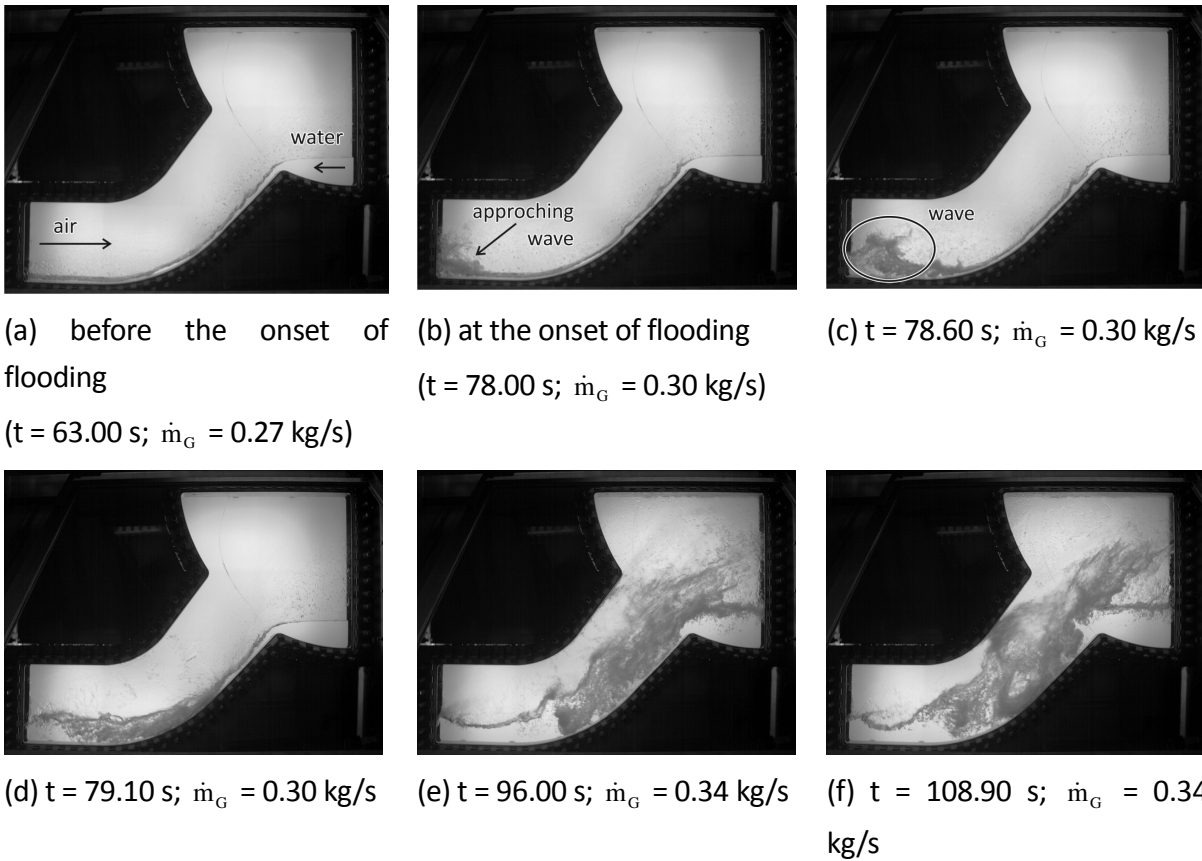 water
air
approching
wave
wave
(a) before the onset of
flooding
(t = 63.00 s; ṁG = 0.27 kg/s)
(b) at the onset of flooding
(t = 78.00 s; ṁG = 0.30 kg/s)
(c) t = 78.60 s; ṁG = 0.30 kg/s
(d) t = 79.10 s; ṁG = 0.30 kg/s
(e) t = 96.00 s; ṁG = 0.34 kg/s
(f) t = 108.90 s; ṁG = 0.34
kg/s